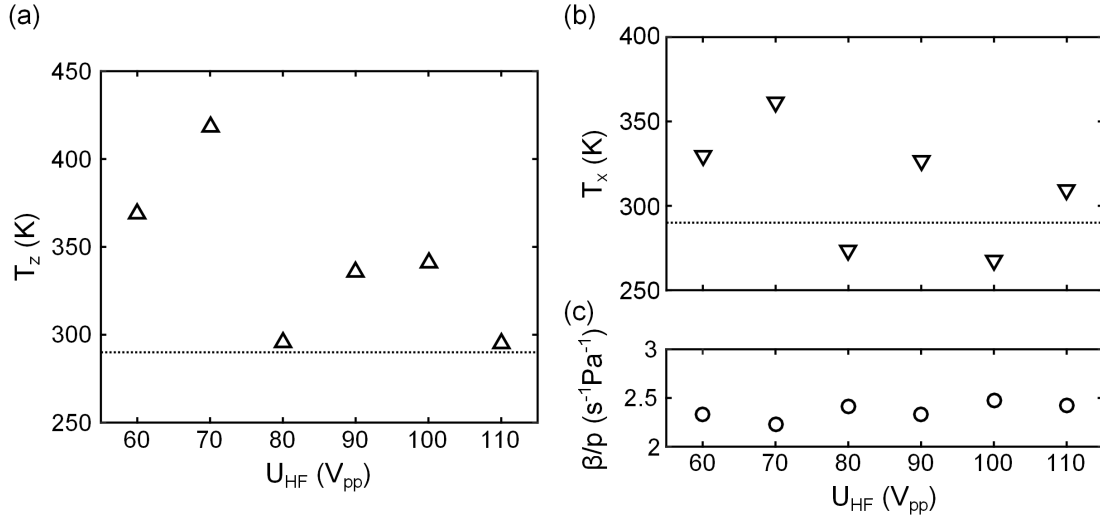 (a)
450
400
350
300
250
T_z (K)
60 70 80 90 100 110
U_HF (V_pp)
(b)
400
350
300
250
T_x (K)
(c)
3
2.5
2
β/p (s⁻¹Pa⁻¹)
60 70 80 90 100 110
U_HF (V_pp)